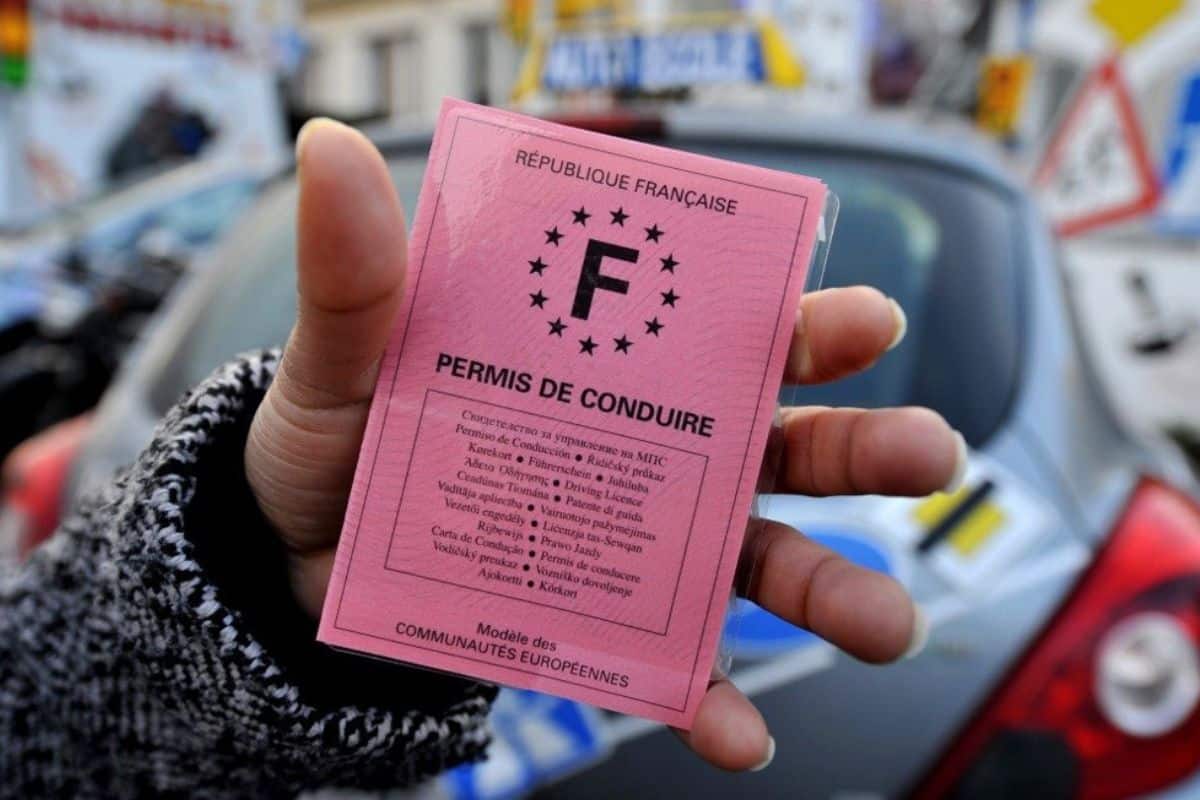 AUTO ECOLE
RÉPUBLIQUE FRANÇAISE
F
PERMIS DE CONDUIRE
Свидетелство за управление на МПС
Permiso de Conducción ● Řidičský průkaz
Kørekort ● Führerschein ● Juhiluba
Άδεια Οδήγησης ● Driving Licence
Ceadúnas Tiomána ● Patente di guida
Vadītāja apliecība ● Vairuotojo pažymėjimas
Vezetői engedély ● Liċenzja tas-Sewqan
Rijbewijs ● Prawo Jazdy
Carta de Condução ● Permis de conducere
Vodičský preukaz ● Vozniško dovoljenje
Ajokortti ● Körkort
Modèle des
COMMUNAUTÉS EUROPÉENNES